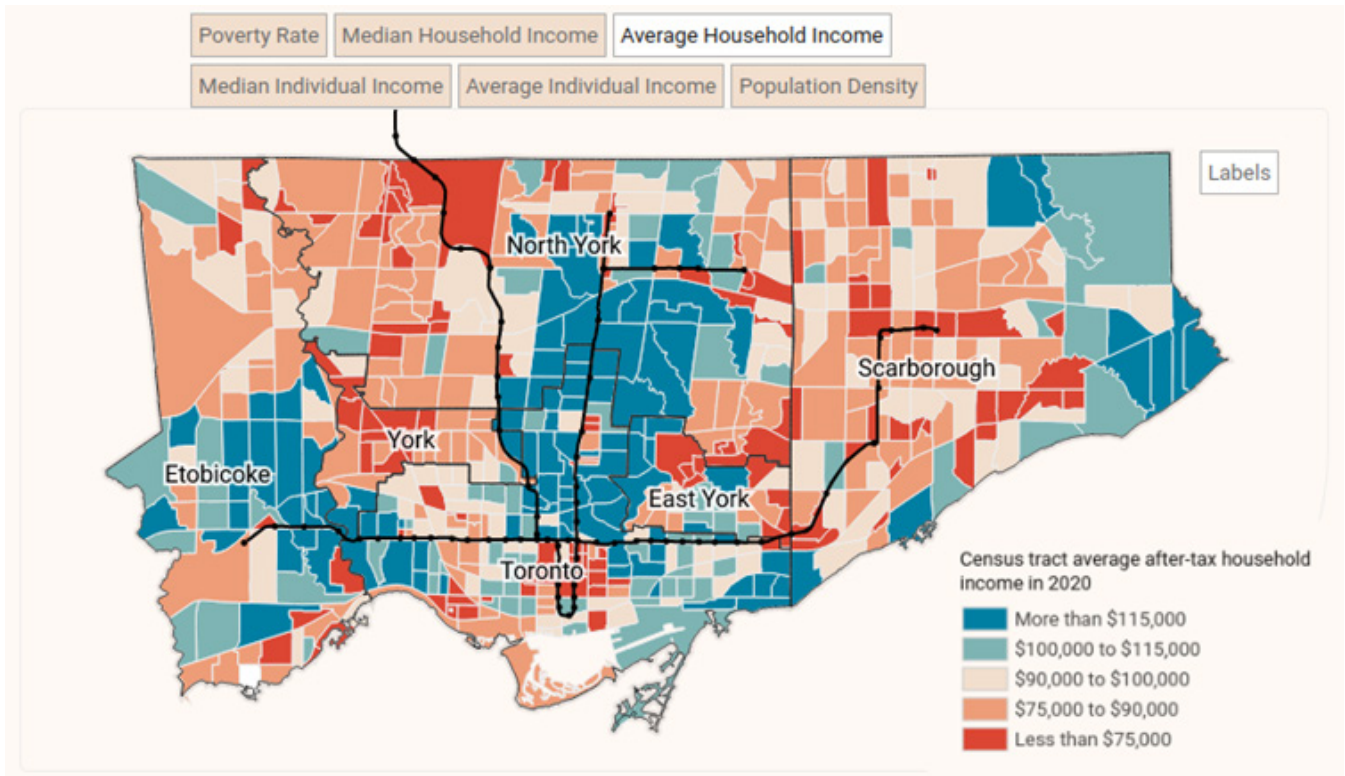 Poverty Rate
Median Household Income
Average Household Income
Median Individual Income
Average Individual Income
Population Density
Labels
North York
Scarborough
York
Etobicoke
East York
Toronto
Census tract average after-tax household
income in 2020
More than $115,000
$100,000 to $115,000
$90,000 to $100,000
$75,000 to $90,000
Less than $75,000